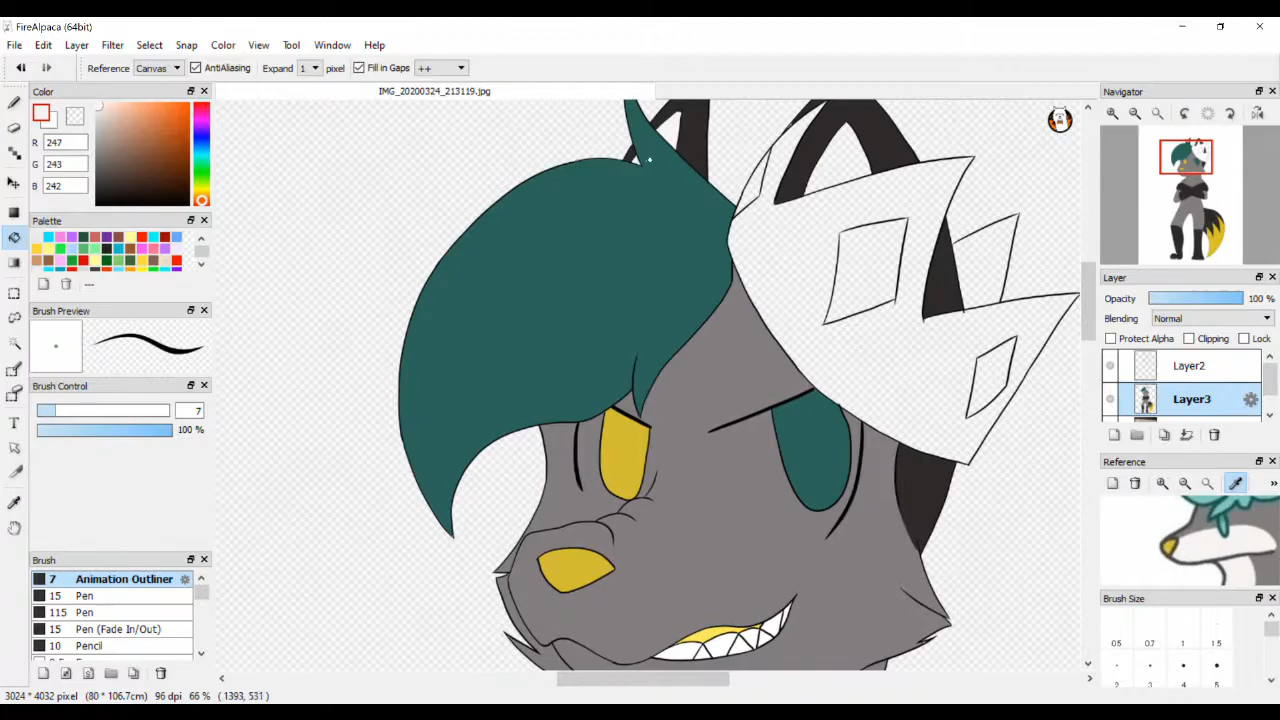 FireAlpaca (64bit)
File Edit Layer Filter Select Snap Color View Tool Window Help
Reference Canvas AntiAliasing Expand 1 pixel Fill in Gaps ++
Color
IMG_20200324_213119.jpg
Navigator
R 247
G 243
B 242
Palette
---
Layer
Opacity 100 %
Blending Normal
Protect Alpha Clipping Lock
Layer2
Layer3
Brush Preview
Brush Control
7
100 %
Reference
»
Brush
7 Animation Outliner
15 Pen
115 Pen
15 Pen (Fade In/Out)
10 Pencil
Brush Size
0.5 0.7 1 1.5
2 3 4 5
3024 * 4032 pixel (80 * 106.7cm) 96 dpi 66 % ( 1393, 531 )